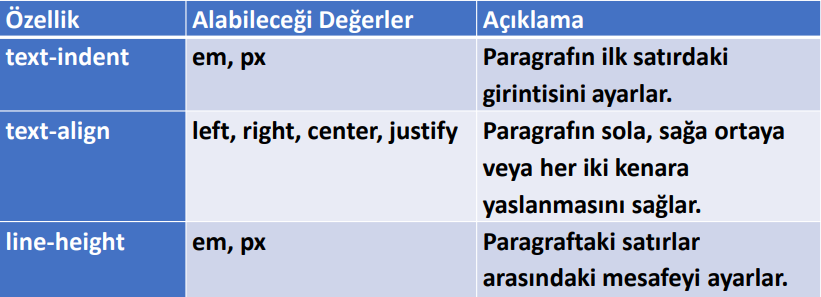 Özellik Alabileceği Değerler Açıklama
text-indent em, px Paragrafın ilk satırdaki
girintisini ayarlar.
text-align left, right, center, justify Paragrafın sola, sağa ortaya
veya her iki kenara
yaslanmasını sağlar.
line-height em, px Paragraftaki satırlar
arasındaki mesafeyi ayarlar.